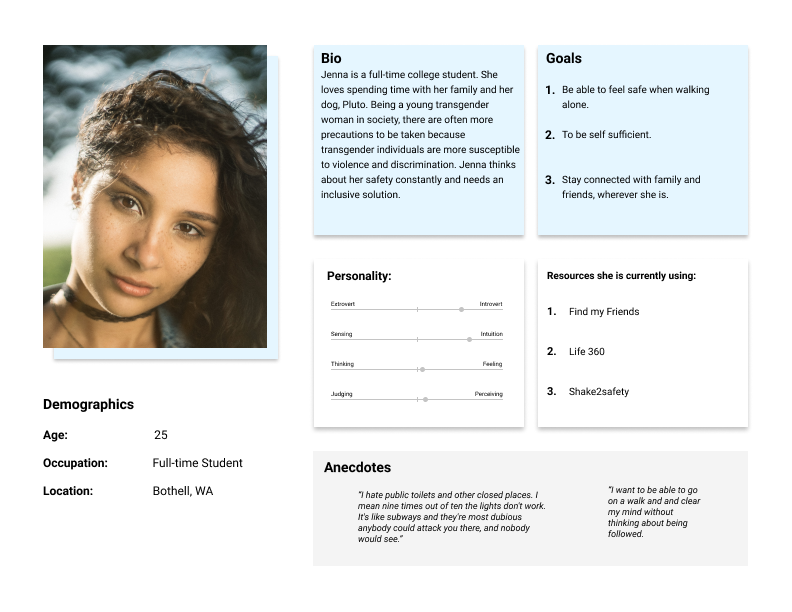 Bio
Jenna is a full-time college student. She
loves spending time with her family and her
dog, Pluto. Being a young transgender
woman in society, there are often more
precautions to be taken because
transgender individuals are more susceptible
to violence and discrimination. Jenna thinks
about her safety constantly and needs an
inclusive solution.
Goals
1. Be able to feel safe when walking
alone.
2. To be self sufficient.
3. Stay connected with family and
friends, wherever she is.
Personality:
Extrovert Introvert
Sensing Intuition
Thinking Feeling
Judging Perceiving
Resources she is currently using:
1. Find my Friends
2. Life 360
3. Shake2safety
Demographics
Age: 25
Occupation: Full-time Student
Location: Bothell, WA
Anecdotes
"I hate public toilets and other closed places. I
mean nine times out of ten the lights don't work.
It's like subways and they're most dubious
anybody could attack you there, and nobody
would see."
"I want to be able to go
on a walk and and clear
my mind without
thinking about being
followed.